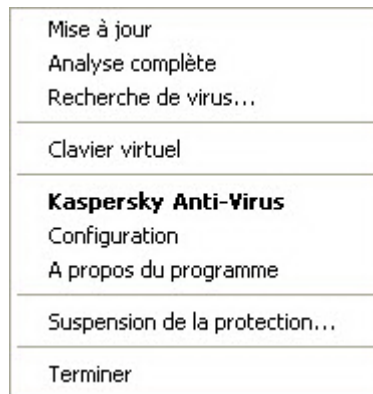 Mise à jour
Analyse complète
Recherche de virus...
Clavier virtuel
Kaspersky Anti-Virus
Configuration
A propos du programme
Suspension de la protection...
Terminer